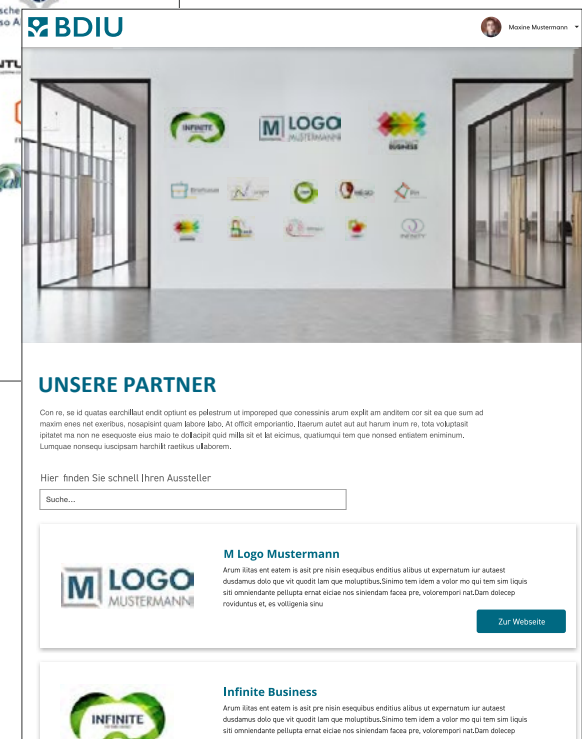 BDIU
Maxine Mustermann
INFINITE
M LOGO
MUSTERMANN
BUSINESS
INFINITY
UNSERE PARTNER
Con re, se id quatas earchillaut endit optiunt es polestrum ut imporeped que conessinis arum explit am anditem cor sit ea que sum ad
maxim enes net exeribus, nosapisint quam labore labo. At officit emporiantio. Itaerum autet aut aut harum inum re, tota voluptasit
ipitatet ma non ne esequoste eius maio te dollacipit quid milla sit et lat eicimus, quatiumqui tem que nonsed entiatem eniminum.
Lumquae nonsequ iuscipsam harchilit raetikus ullaborem.
Hier finden Sie schnell Ihren Aussteller
Suche...
M LOGO
MUSTERMANN
M Logo Mustermann
Arum ilitas ent eatem is asit pre nisin esequibus enditius alibus ut expernatum iur autaest
dusdamus dolo que vit quodit lam que moluptibus.Sinimo tem idem a volor mo qui tem sim liquis
siti omniendante pellupta ernat eiciae nos siniendam facea pre, volorempori nat.Dam dolecep
roviduntus et, es volligenia sinu
Zur Webseite
INFINITE
Infinite Business
Arum ilitas ent eatem is asit pre nisin esequibus enditius alibus ut expernatum iur autaest
dusdamus dolo que vit quodit lam que moluptibus.Sinimo tem idem a volor mo qui tem sim liquis
siti omniendante pellupta ernat eiciae nos siniendam facea pre, volorempori nat.Dam dolecep